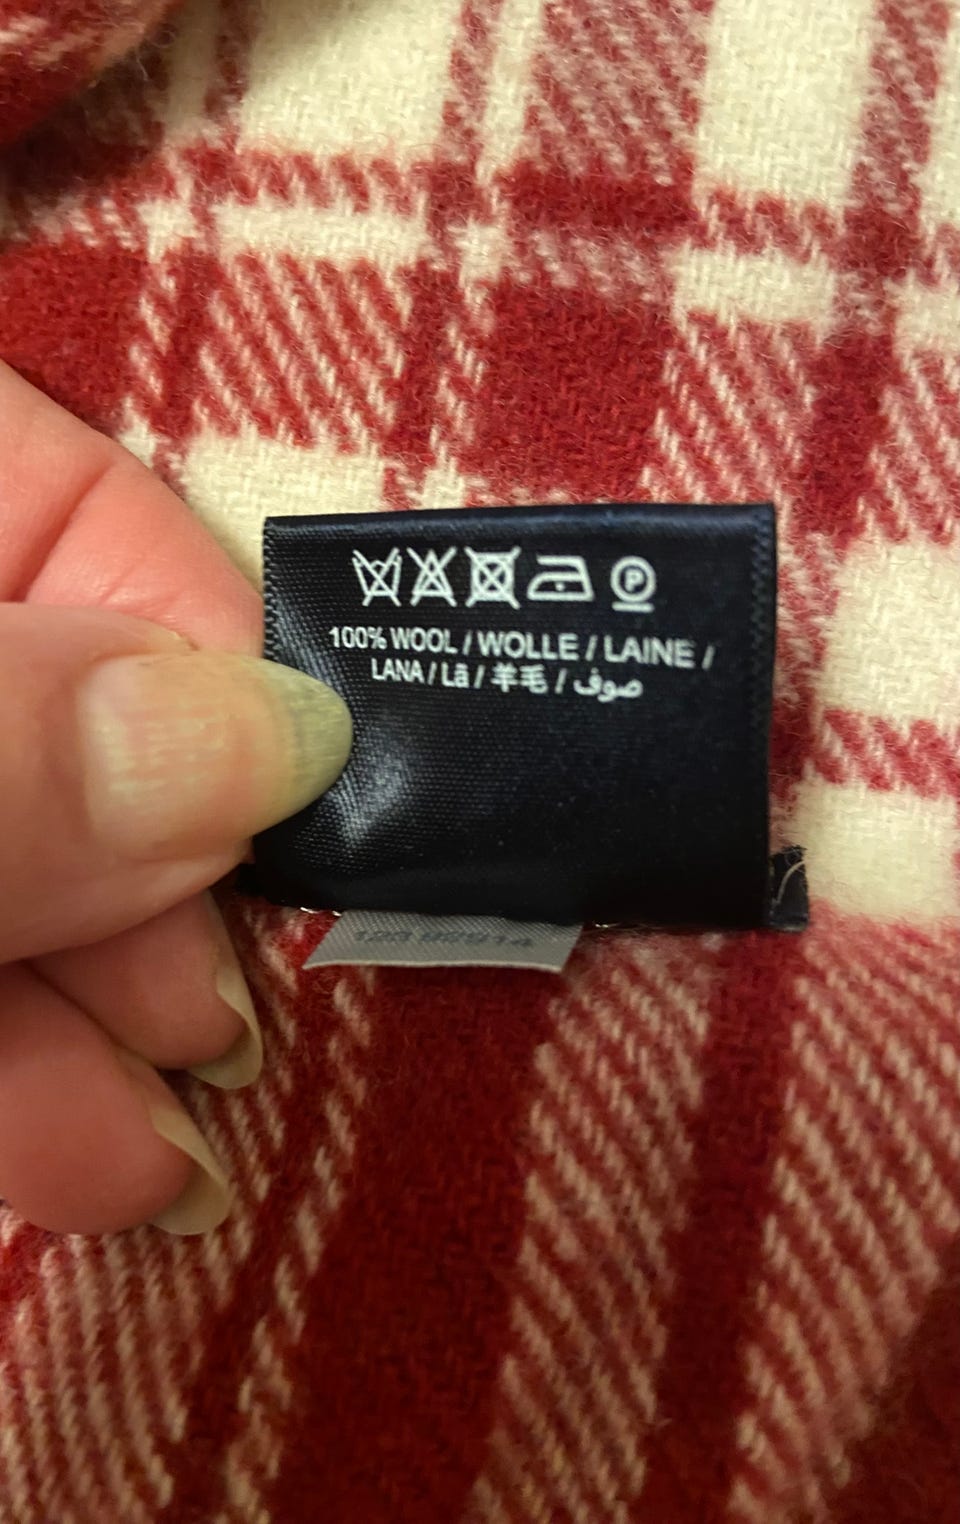 P
100% WOOL / WOLLE / LAINE /
LANA / Lã / 羊毛 / صوف